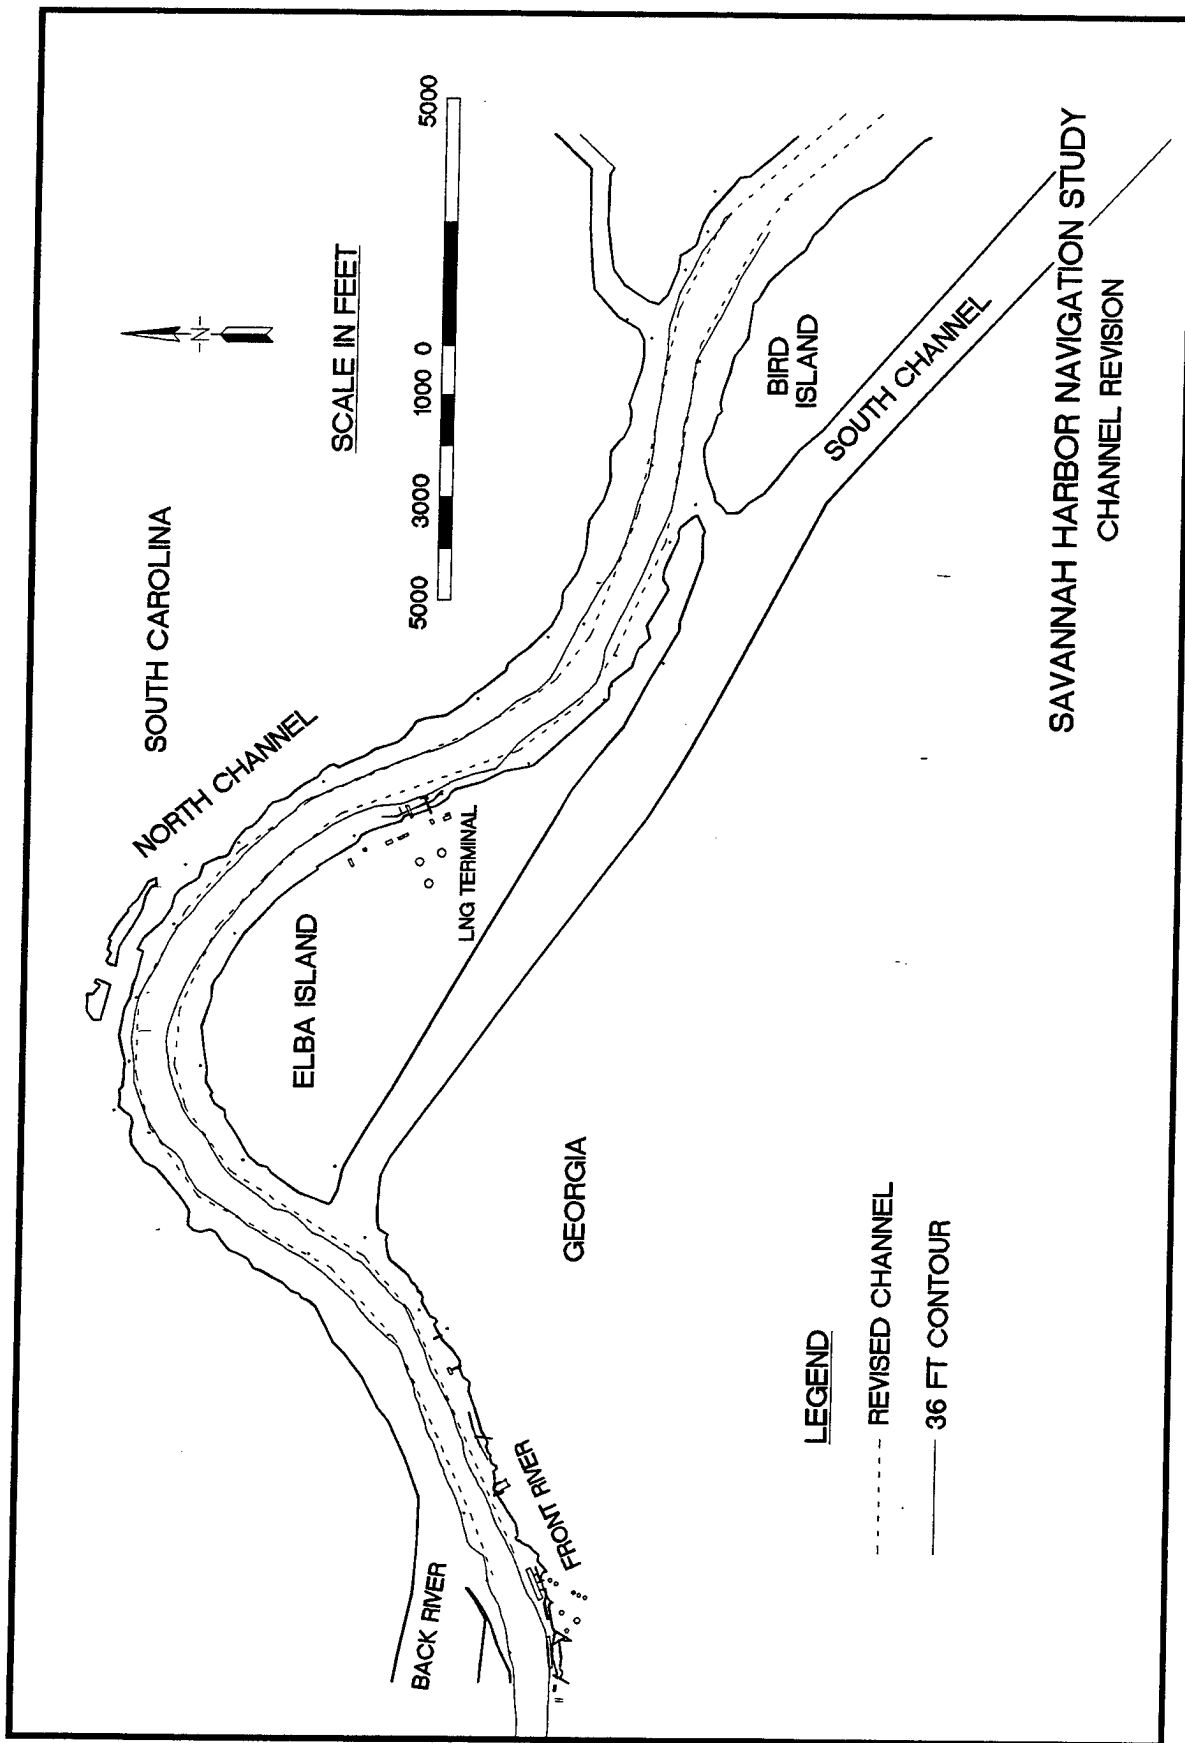 SOUTH CAROLINA
-N-
NORTH CHANNEL
SCALE IN FEET
5000 3000 1000 0 5000
ELBA ISLAND
LNG TERMINAL
BACK RIVER
FRONT RIVER
GEORGIA
BIRD
ISLAND
SOUTH CHANNEL
LEGEND
REVISED CHANNEL
36 FT CONTOUR
SAVANNAH HARBOR NAVIGATION STUDY
CHANNEL REVISION